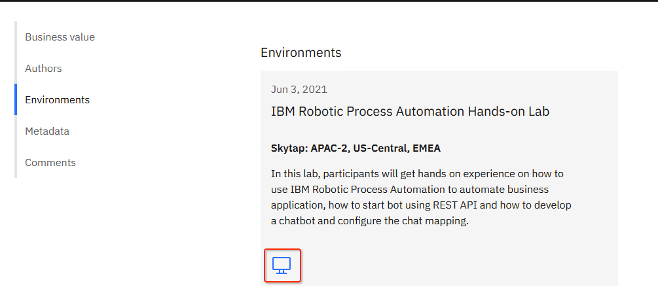 Business value
Authors
Environments
Metadata
Comments
Environments
Jun 3, 2021
IBM Robotic Process Automation Hands-on Lab
Skytap: APAC-2, US-Central, EMEA
In this lab, participants will get hands on experience on how to
use IBM Robotic Process Automation to automate business
application, how to start bot using REST API and how to develop
a chatbot and configure the chat mapping.